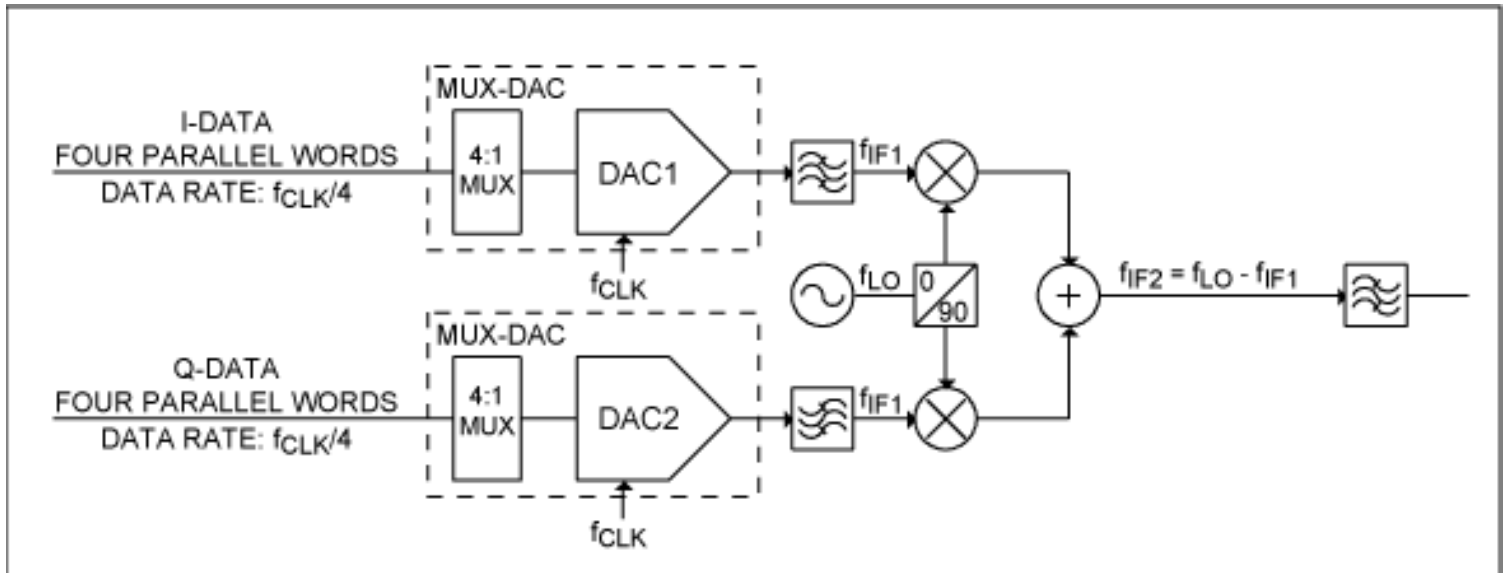 MUX-DAC
I-DATA
FOUR PARALLEL WORDS
DATA RATE: fCLK/4
4:1
MUX
DAC1
fIF1
fCLK
fLO
0
90
+
fIF2 = fLO - fIF1
MUX-DAC
Q-DATA
FOUR PARALLEL WORDS
DATA RATE: fCLK/4
4:1
MUX
DAC2
fIF1
fCLK